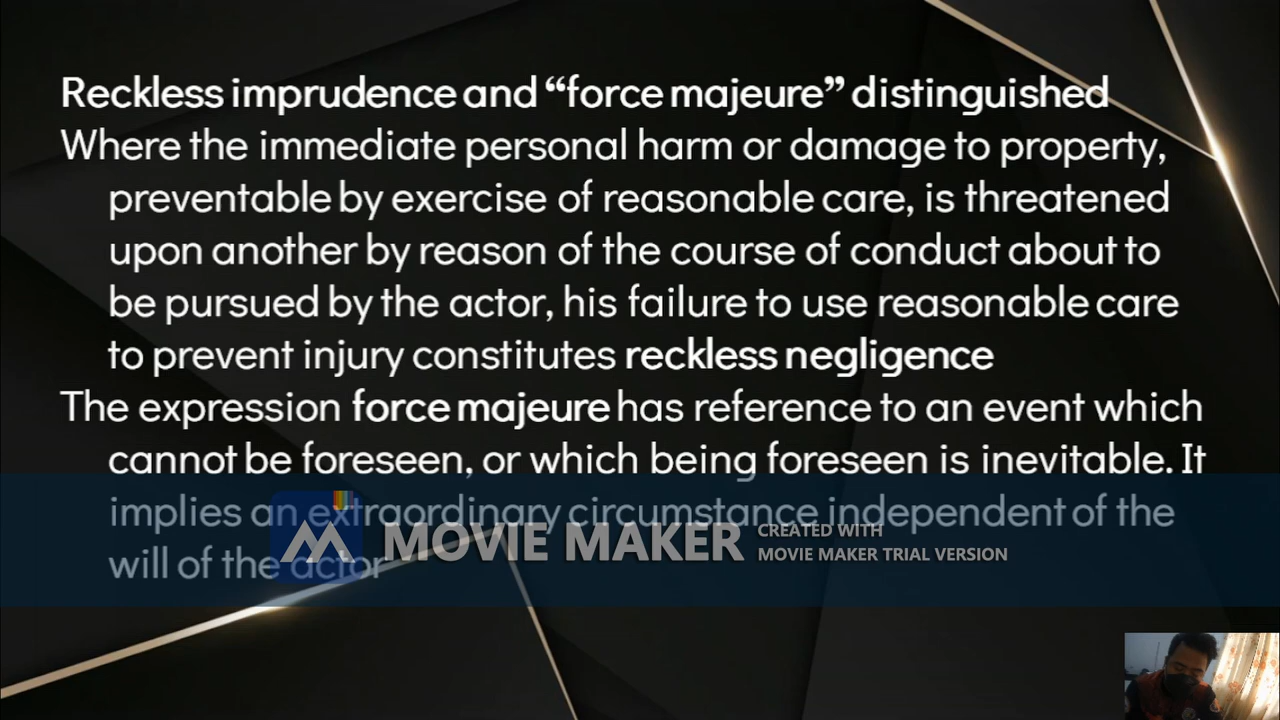 Reckless imprudence and “force majeure” distinguished
Where the immediate personal harm or damage to property,
preventable by exercise of reasonable care, is threatened
upon another by reason of the course of conduct about to
be pursued by the actor, his failure to use reasonable care
to prevent injury constitutes reckless negligence
The expression force majeure has reference to an event which
cannot be foreseen, or which being foreseen is inevitable. It
implies an extraordinary circumstance independent of the
will of the actor
MOVIE MAKER
CREATED WITH
MOVIE MAKER TRIAL VERSION